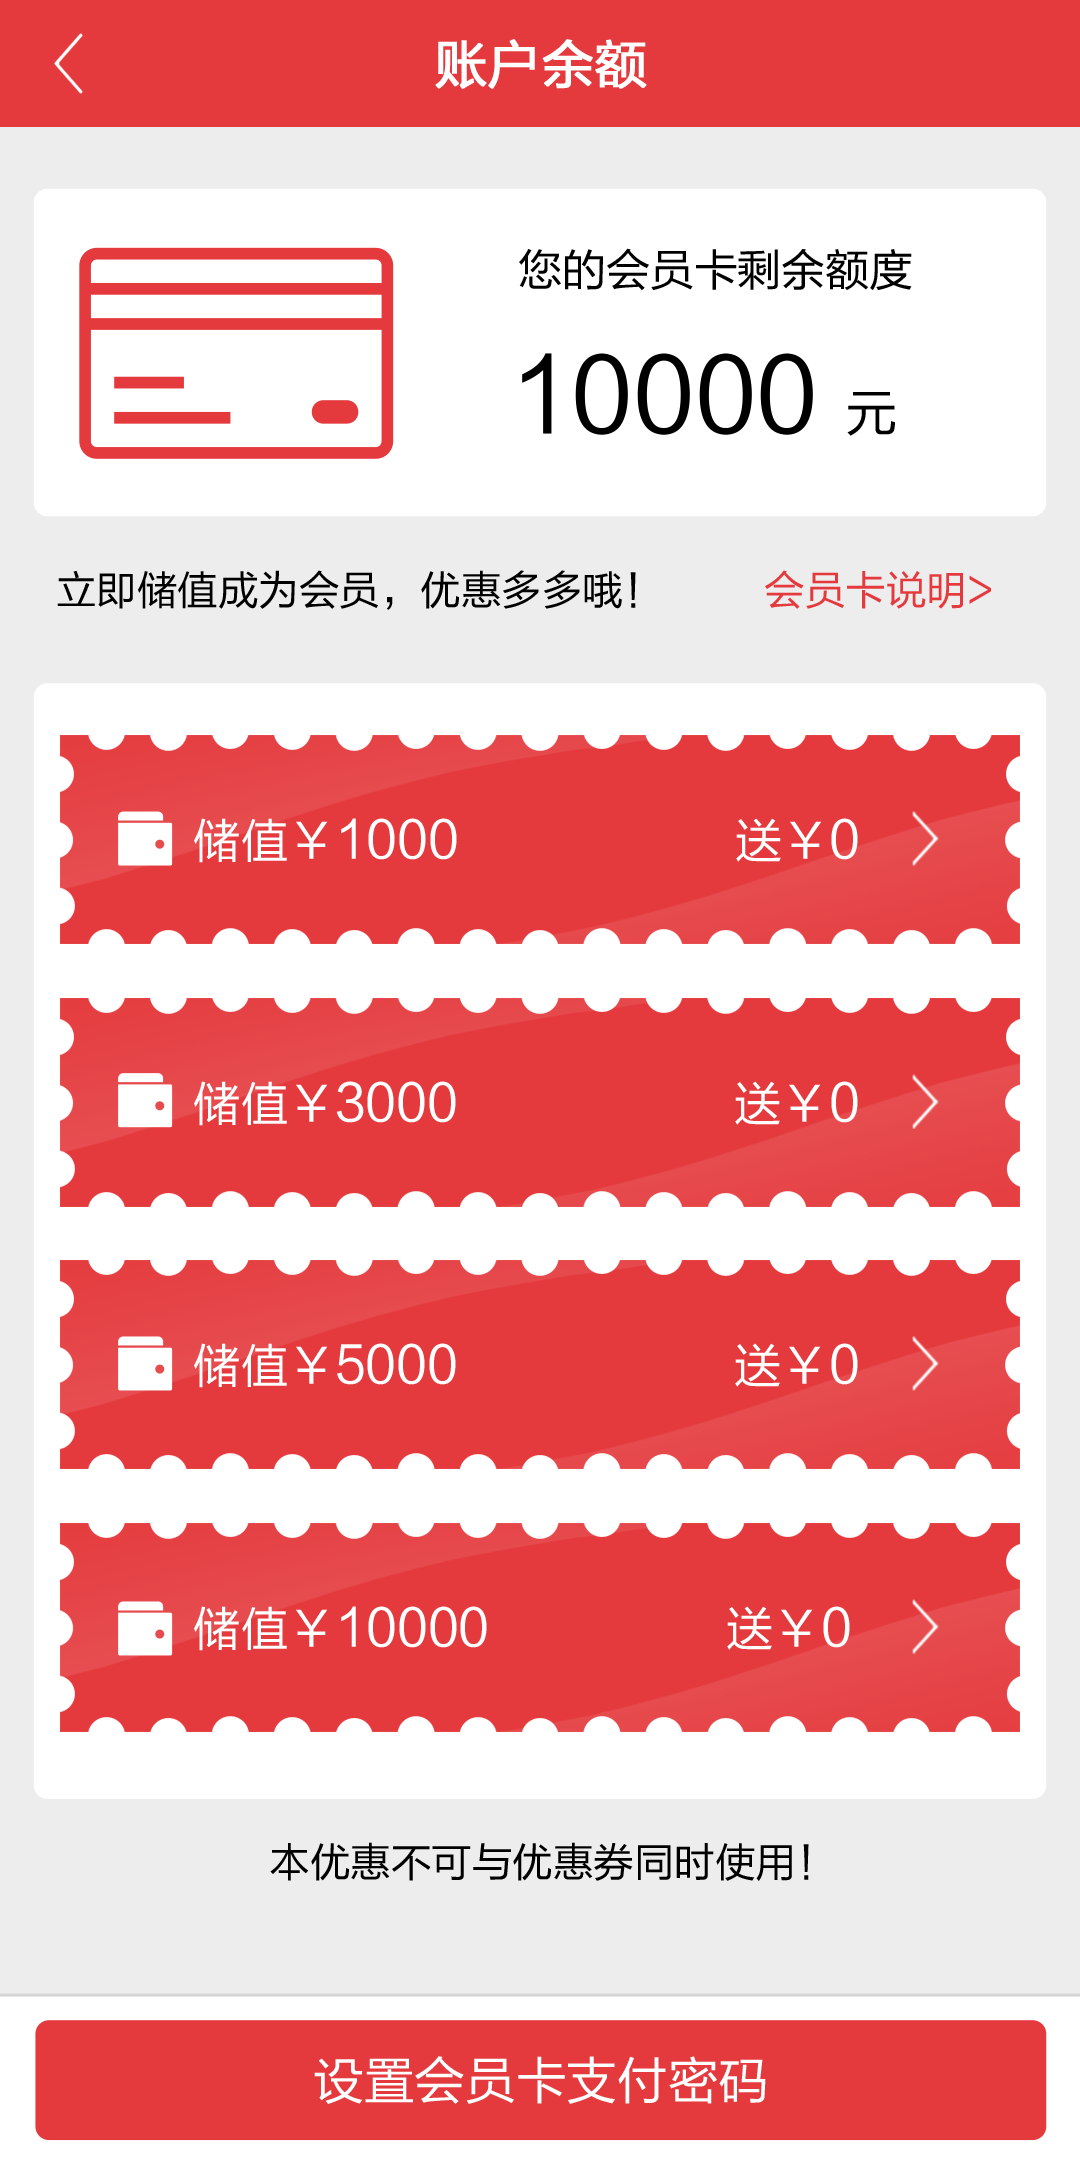 账户余额
您的会员卡剩余额度
10000 元
立即储值成为会员，优惠多多哦！ 会员卡说明>
储值￥1000 送￥0
储值￥3000 送￥0
储值￥5000 送￥0
储值￥10000 送￥0
本优惠不可与优惠券同时使用！
设置会员卡支付密码